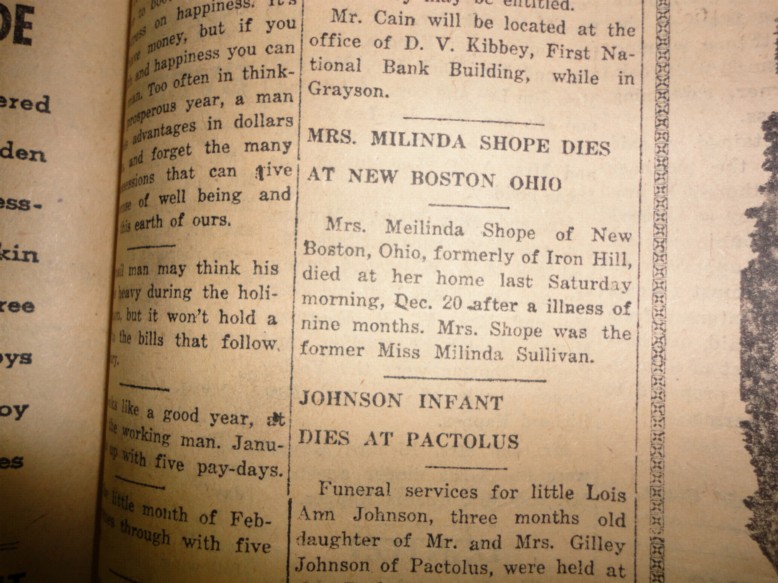 DE
ered
den
ess-
kin
ree
oys
oy
es
on happiness. It's
money, but if you
and happiness you can
Too often in think-
prosperous year, a man
advantages in dollars
and forget the many
that can give
of well being and
earth of ours.
man may think his
heavy during the holi-
but it won't hold a
the bills that follow.
like a good year, at
working man. Janu-
up with five pay-days.
little month of Feb-
through with five
may be entitled.
Mr. Cain will be located at the
office of D. V. Kibbey, First Na-
tional Bank Building, while in
Grayson.
MRS. MILINDA SHOPE DIES
AT NEW BOSTON OHIO
Mrs. Meilinda Shope of New
Boston, Ohio, formerly of Iron Hill,
died at her home last Saturday
morning, Dec. 20 after a illness of
nine months. Mrs. Shope was the
former Miss Milinda Sullivan.
JOHNSON INFANT
DIES AT PACTOLUS
Funeral services for little Lois
Ann Johnson, three months old
daughter of Mr. and Mrs. Gilley
Johnson of Pactolus, were held at